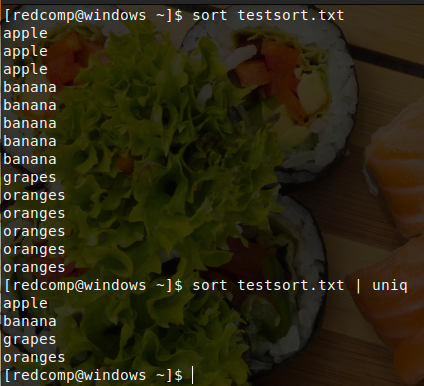 [redcomp@windows ~]$ sort testsort.txt
apple
apple
apple
banana
banana
banana
banana
banana
grapes
oranges
oranges
oranges
oranges
oranges
[redcomp@windows ~]$ sort testsort.txt | uniq
apple
banana
grapes
oranges
[redcomp@windows ~]$